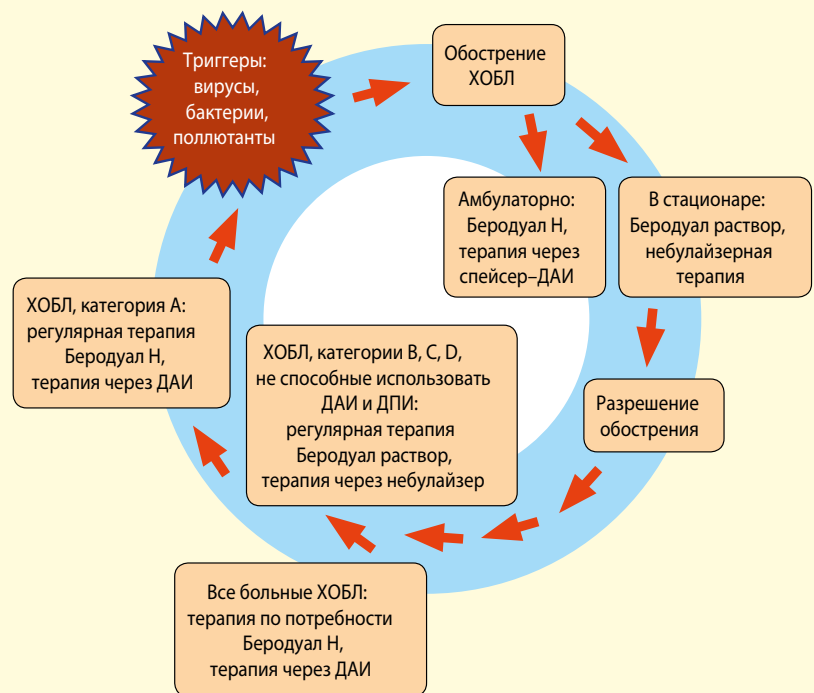 Триггеры:
вирусы,
бактерии,
поллютанты
Обострение
ХОБЛ
Амбулаторно:
Беродуал Н,
терапия через
спейсер–ДАИ
В стационаре:
Беродуал раствор,
небулайзерная
терапия
Разрешение
обострения
Все больные ХОБЛ:
терапия по потребности
Беродуал Н,
терапия через ДАИ
ХОБЛ, категории B, C, D,
не способные использовать
ДАИ и ДПИ:
регулярная терапия
Беродуал раствор,
терапия через небулайзер
ХОБЛ, категория А:
регулярная терапия
Беродуал Н,
терапия через ДАИ